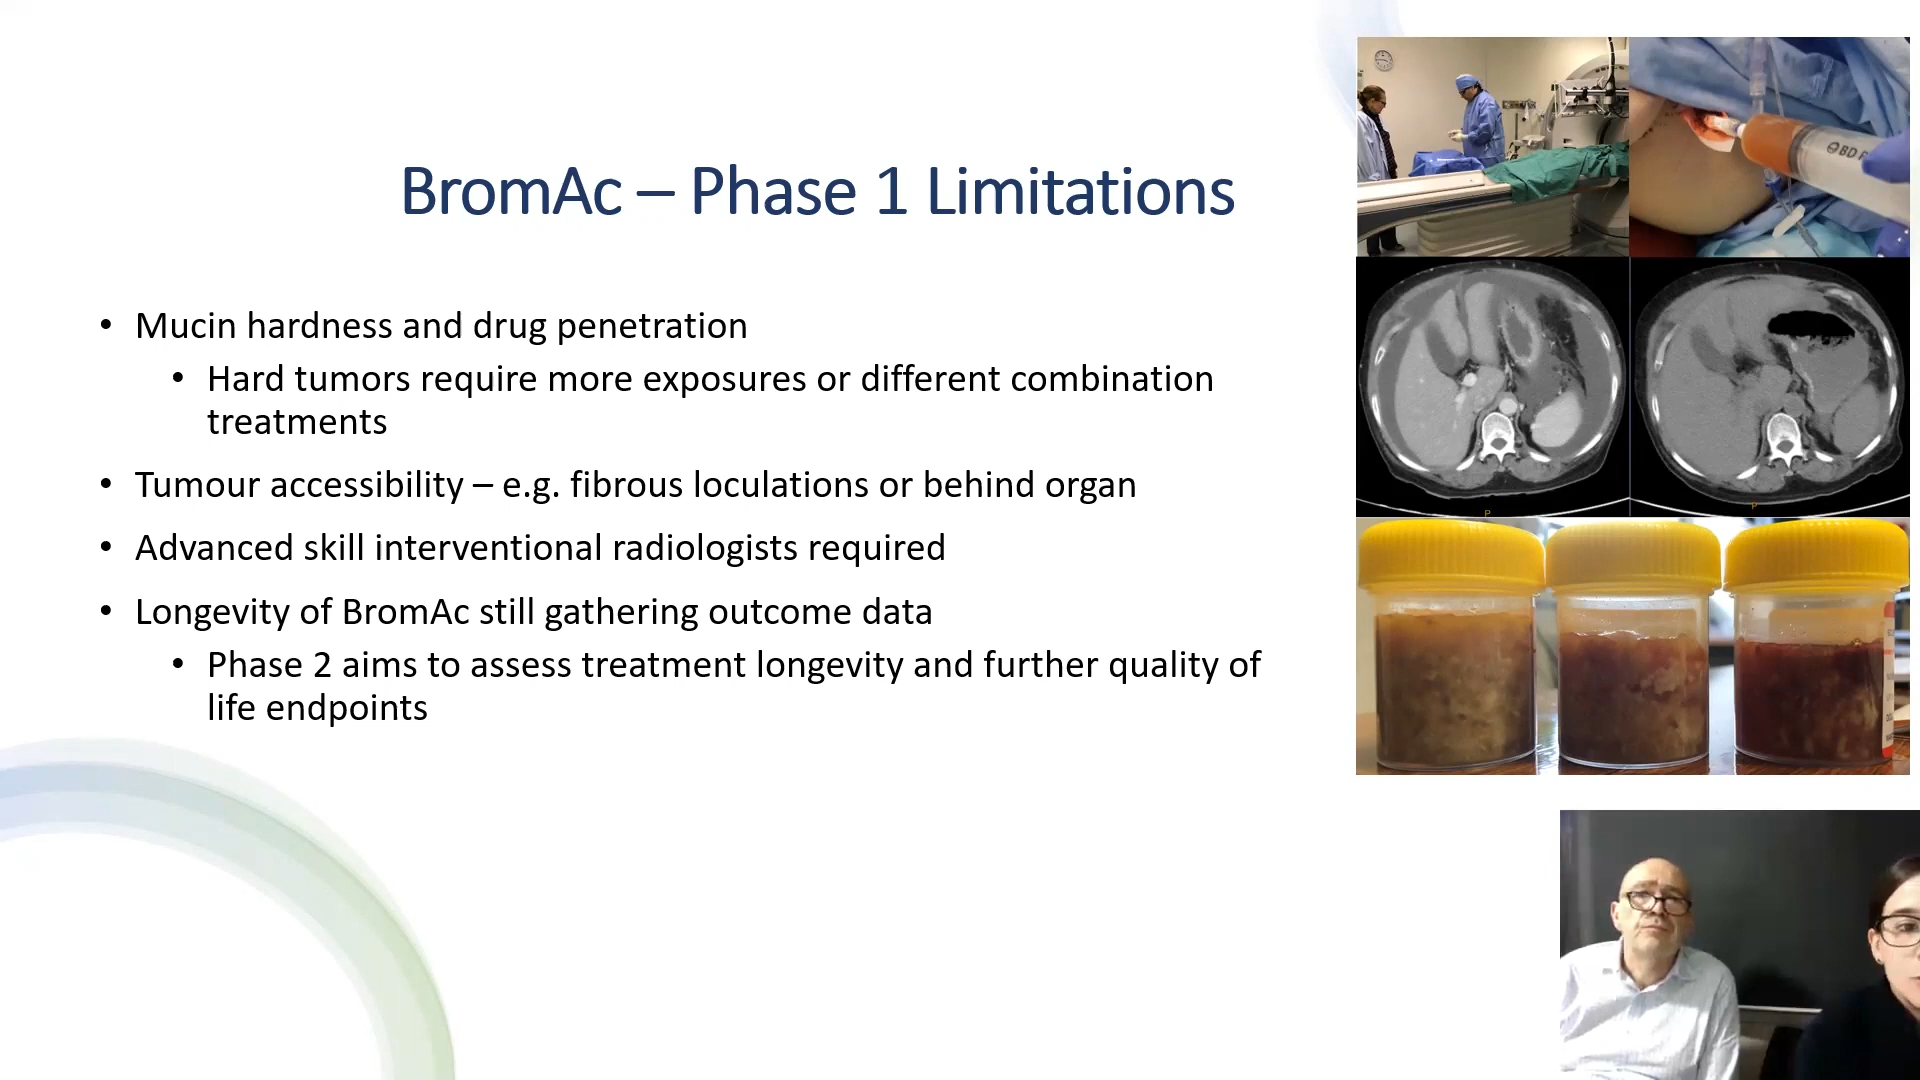 BromAc – Phase 1 Limitations
• Mucin hardness and drug penetration
• Hard tumors require more exposures or different combination
treatments
• Tumour accessibility – e.g. fibrous loculations or behind organ
• Advanced skill interventional radiologists required
• Longevity of BromAc still gathering outcome data
• Phase 2 aims to assess treatment longevity and further quality of
life endpoints
BD
P
P